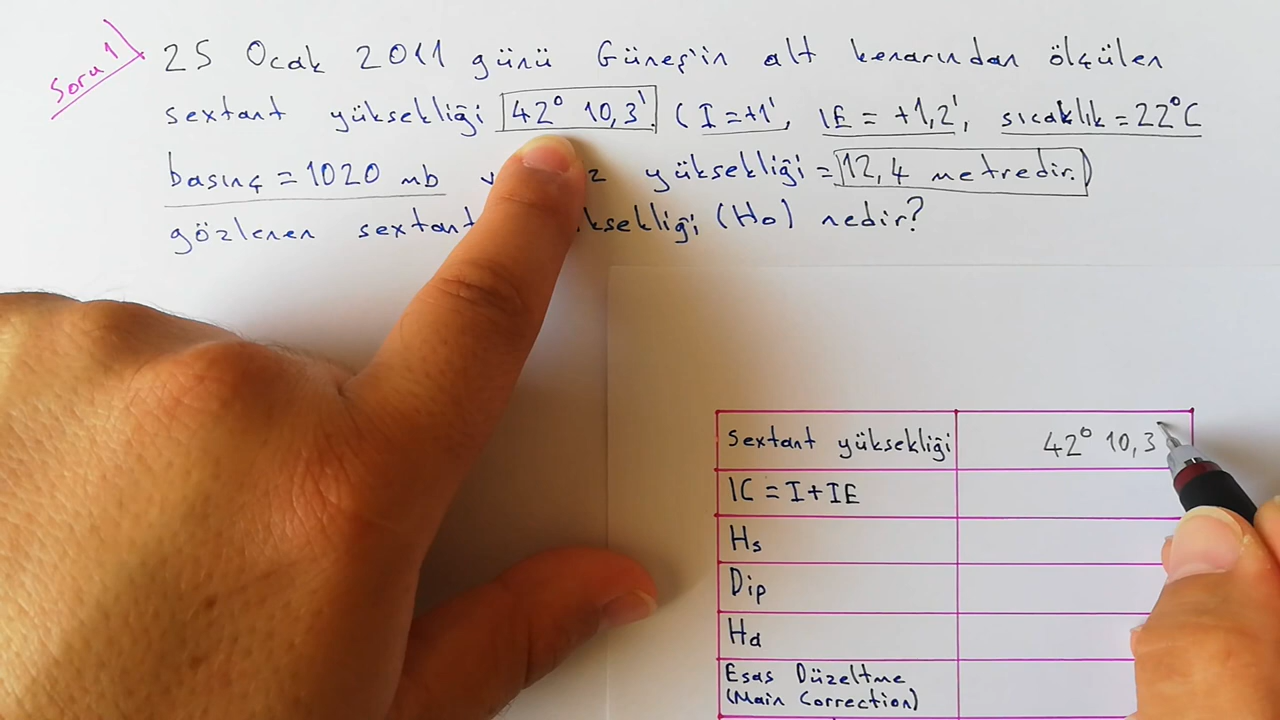 Soru 1
25 Ocak 2011 günü Güneş'in alt kenarından ölçülen
sextant yüksekliği 42° 10,3'. (I=+1', IE = +1,2', sıcaklık = 22°C
basınç = 1020 mb yüksekliği = 12,4 metredir.)
gözlenen sextant (Ho) nedir?
Sextant yüksekliği 42° 10,3
IC = I+IE
Hs
Dip
Ha
Esas Düzeltme
(Main Correction)